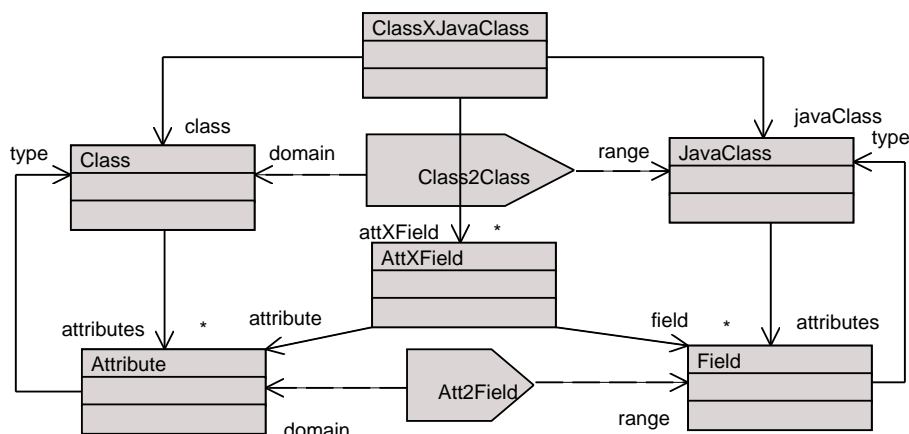 ClassXJavaClass
class
javaClass
type
Class
domain
Class2Class
range
JavaClass
type
attXField
*
AttXField
attributes
*
attribute
field
*
attributes
Attribute
Att2Field
Field
domain
range